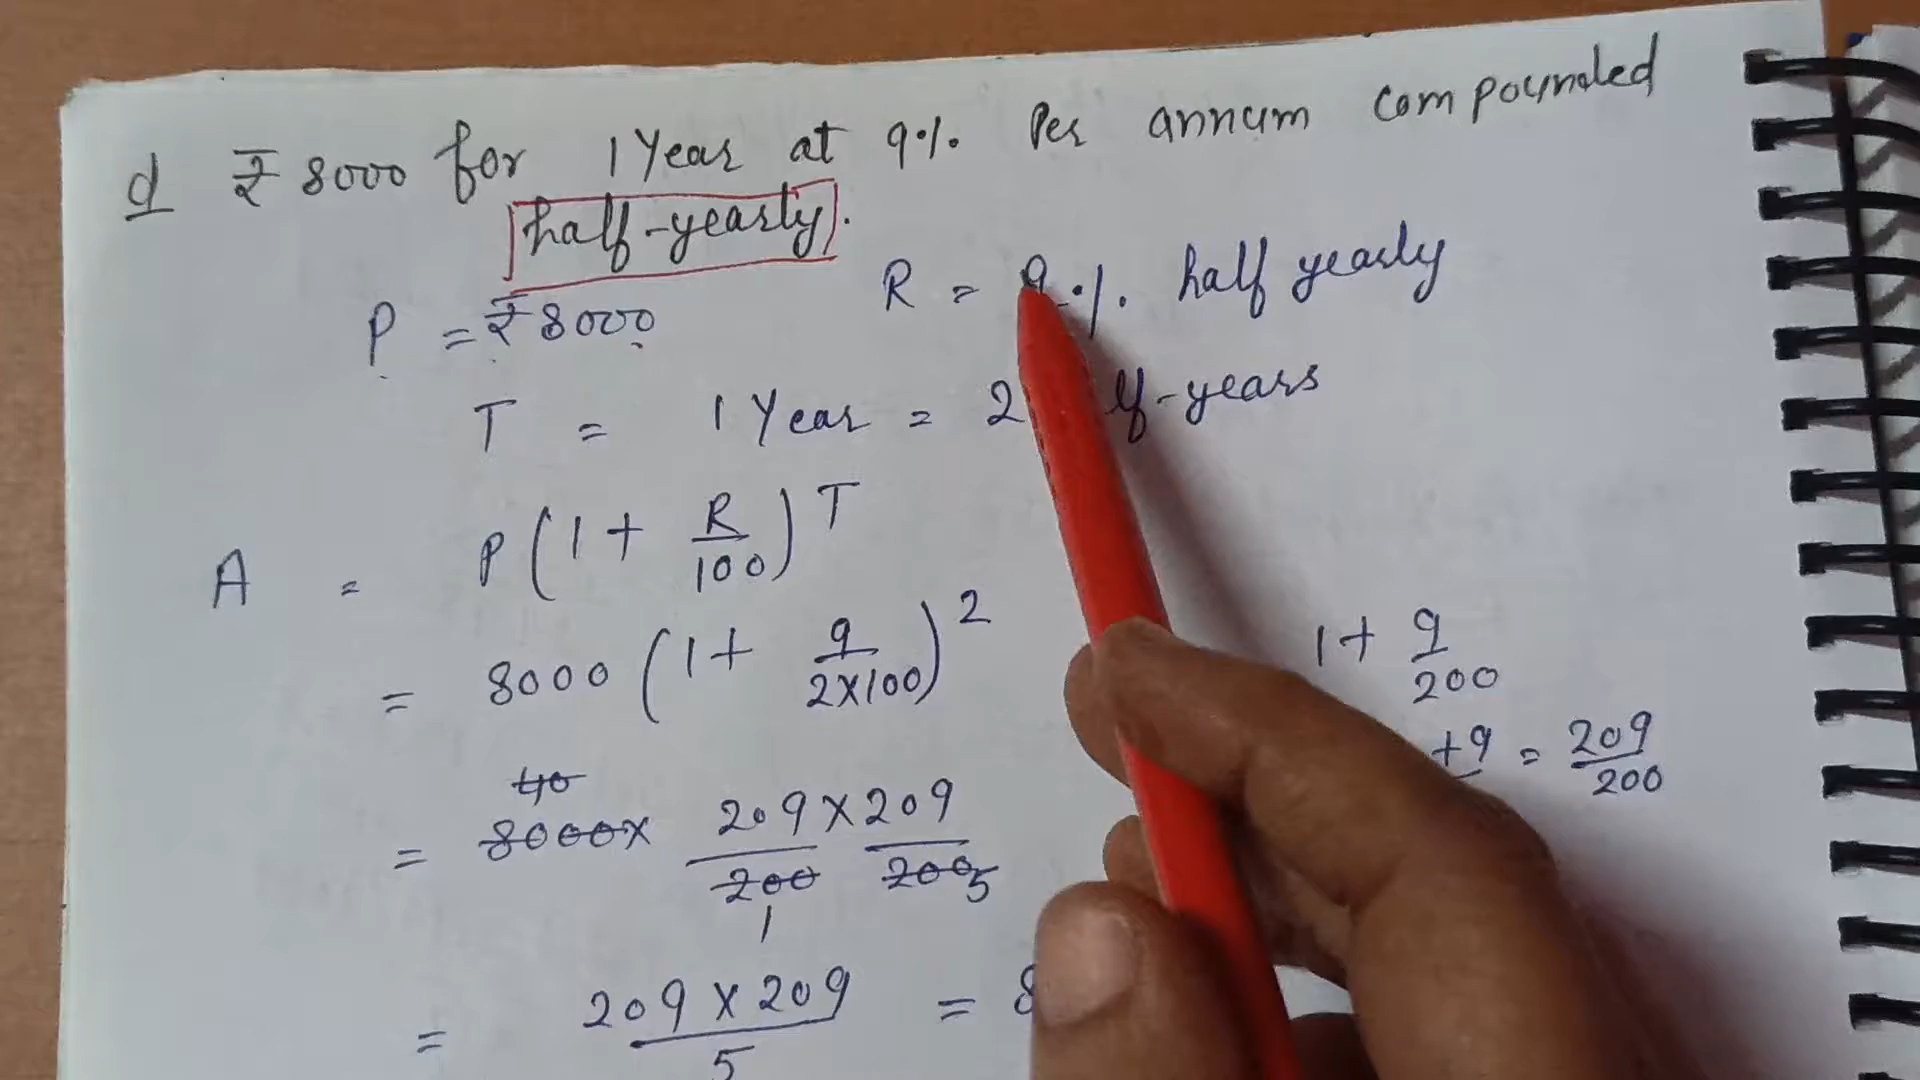 d ₹ 8000 for 1 Year at 9% Per annum compounded
half-yearly.
P = ₹ 8000 R = 9 % half yearly
T = 1 Year = 2 -years
A = P(1 + R/100)^T
= 8000 (1 + 9/2×100)^2
1 + 9/200
+9 = 209/200
40
= 8000 × 209/200 × 209/200 5
1
= 209 × 209/5 = 8